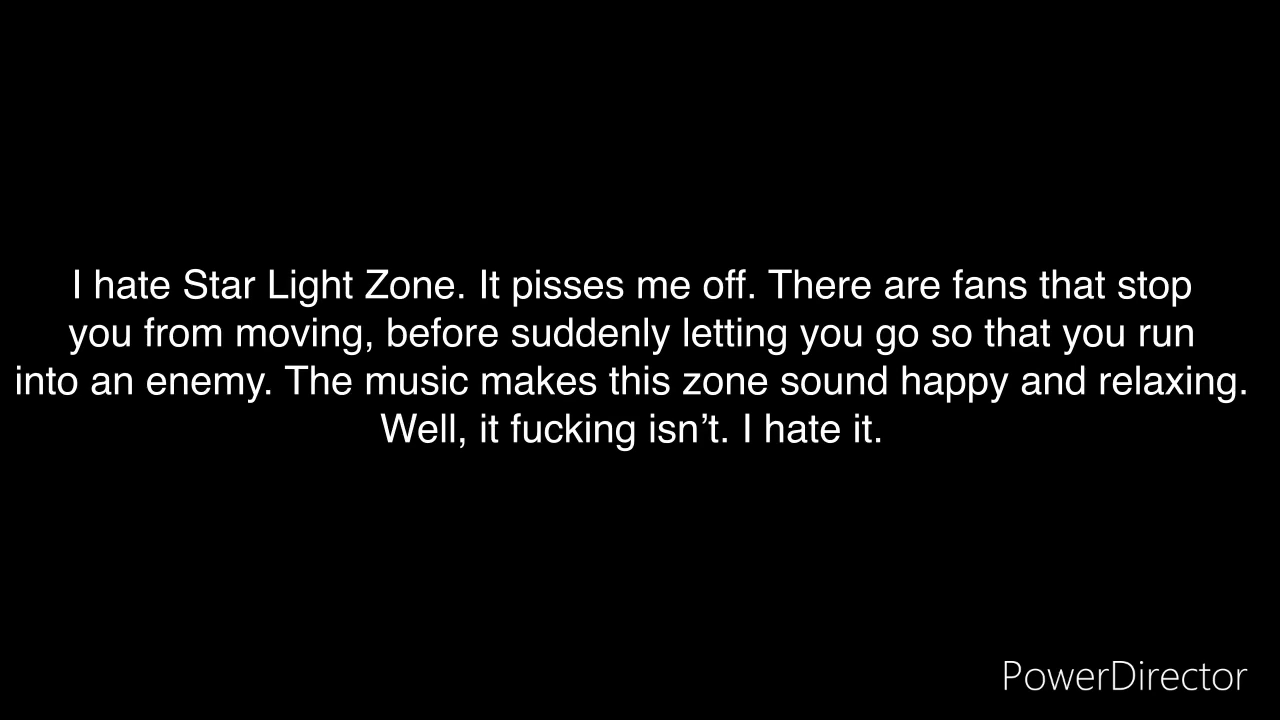 I hate Star Light Zone. It pisses me off. There are fans that stop
you from moving, before suddenly letting you go so that you run
into an enemy. The music makes this zone sound happy and relaxing.
Well, it fucking isn’t. I hate it.
PowerDirector